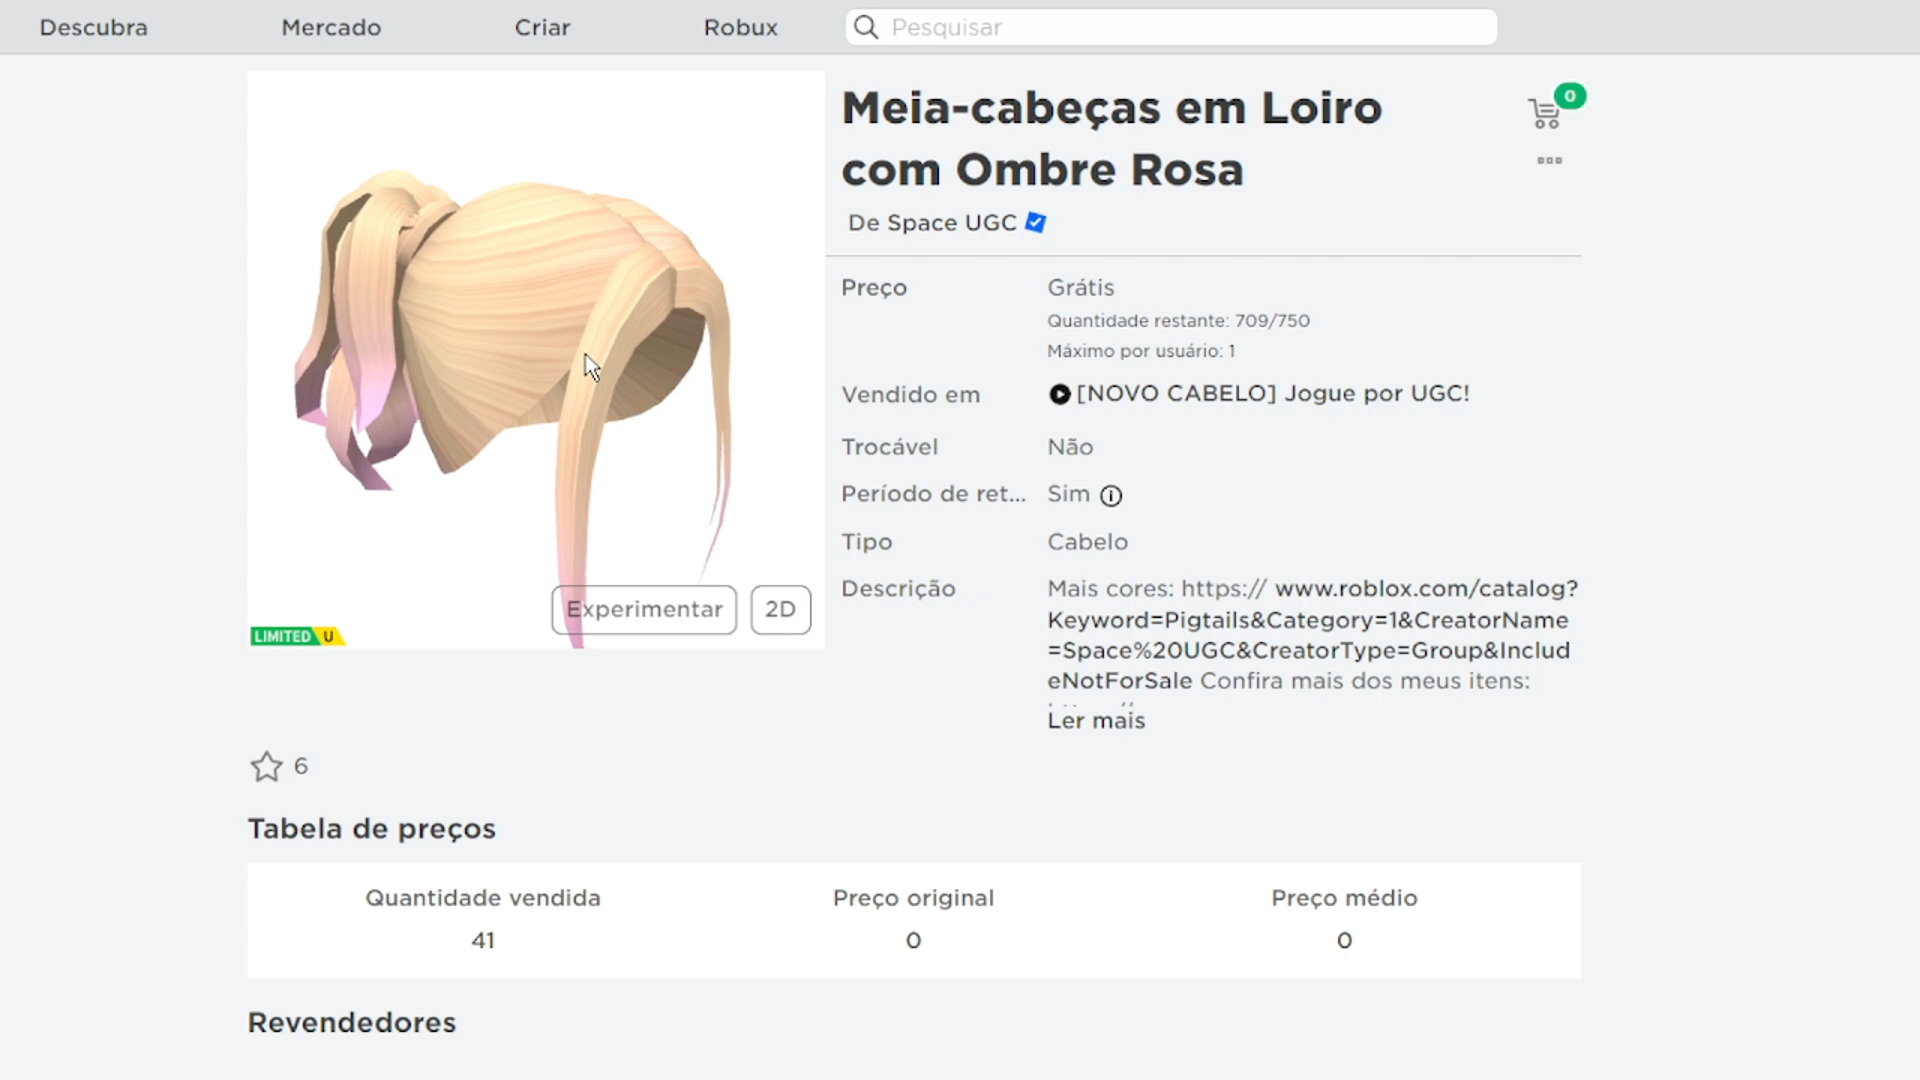 Descubra
Mercado
Criar
Robux
Pesquisar
0
Meia-cabeças em Loiro
com Ombre Rosa
De Space UGC
Preço
Grátis
Quantidade restante: 709/750
Máximo por usuário: 1
Vendido em
[NOVO CABELO] Jogue por UGC!
Trocável
Não
Período de ret...
Sim
Tipo
Cabelo
Descrição
Mais cores: https:// www.roblox.com/catalog?
Keyword=Pigtails&Category=1&CreatorName
=Space%20UGC&CreatorType=Group&Includ
eNotForSale Confira mais dos meus itens:
Ler mais
Experimentar
2D
LIMITED U
6
Tabela de preços
Quantidade vendida
41
Preço original
0
Preço médio
0
Revendedores